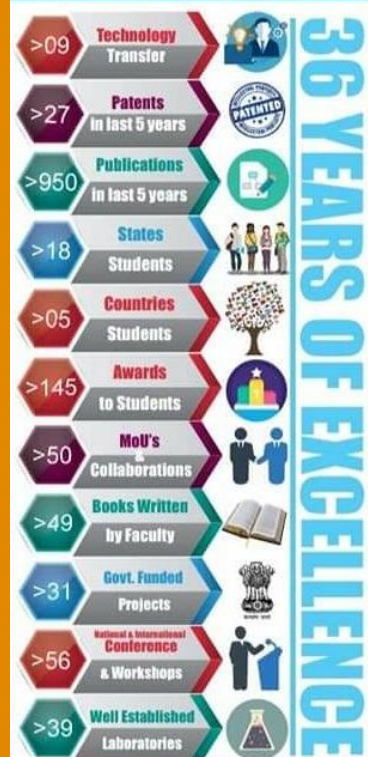 >09
Technology
Transfer
>27
Patents
in last 5 years
PATENTED
>950
Publications
in last 5 years
>18
States
Students
>05
Countries
Students
>145
Awards
to Students
>50
MoU's
&
Collaborations
>49
Books Written
by Faculty
>31
Govt. Funded
Projects
>56
National & International
Conference
& Workshops
>39
Well Established
Laboratories
36 YEARS OF EXCELLENCE